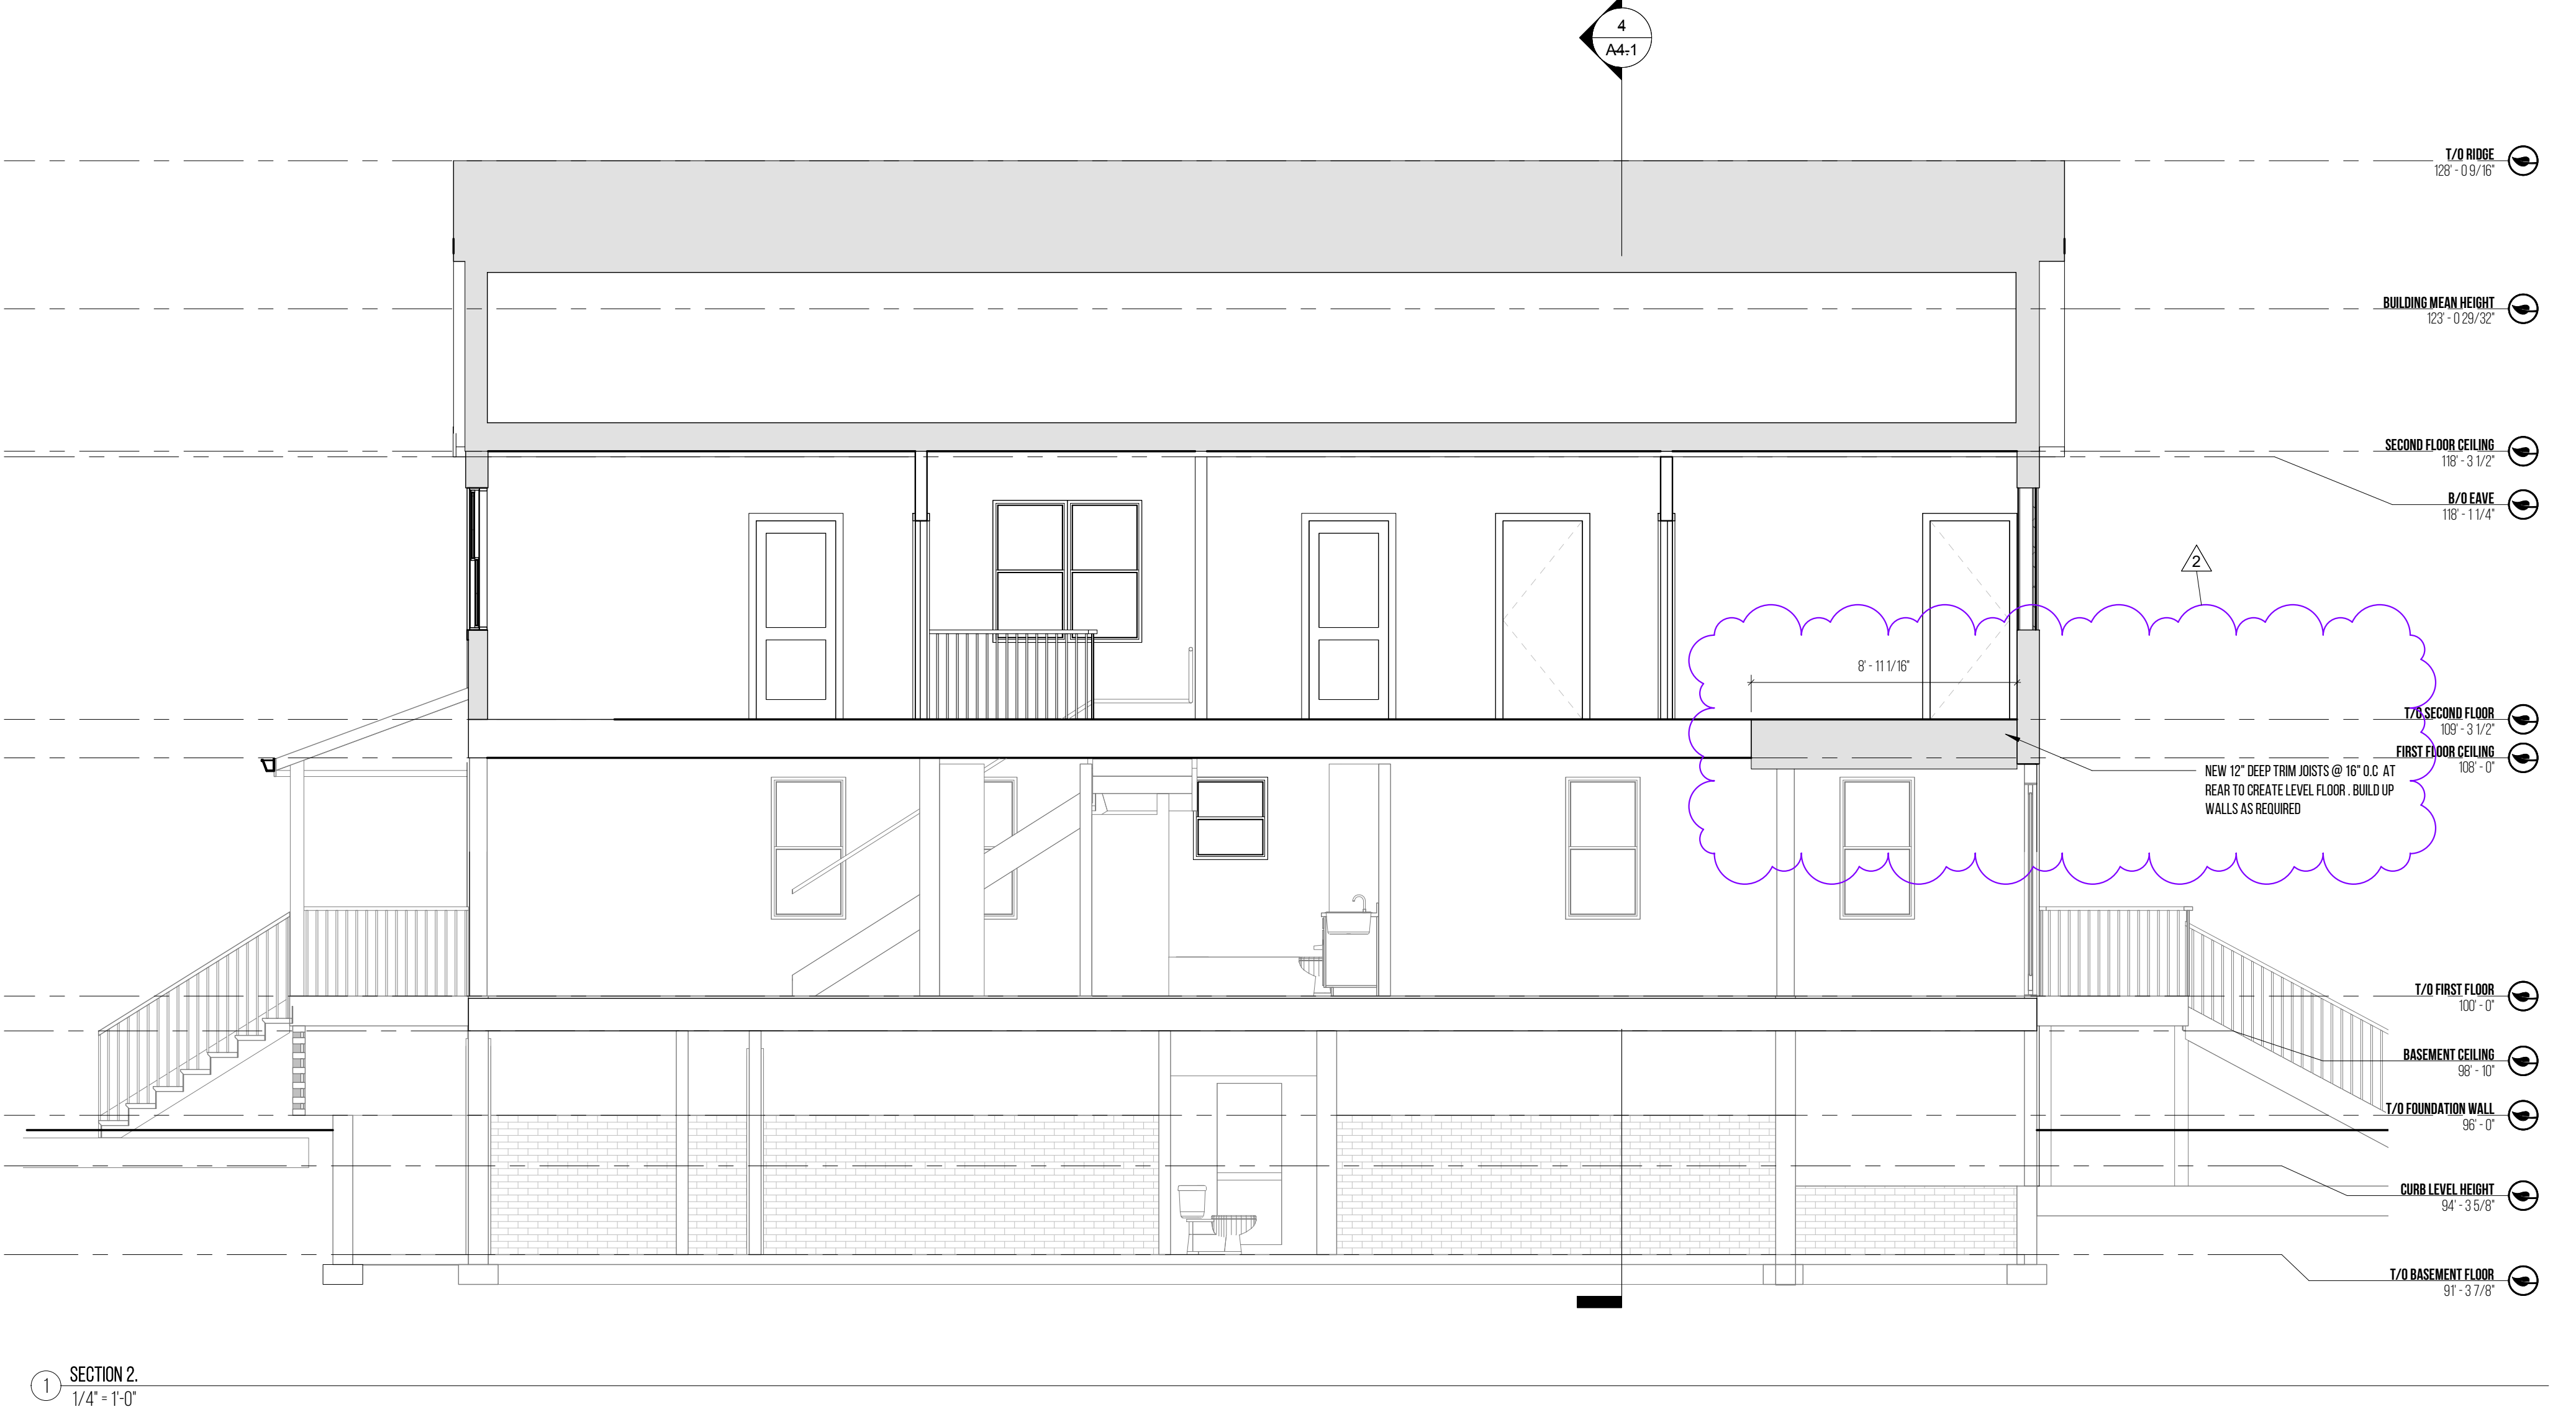 4
A4.1
T/O RIDGE
128' - 0 9/16"
BUILDING MEAN HEIGHT
123' - 0 29/32"
SECOND FLOOR CEILING
118' - 3 1/2"
B/O EAVE
118' - 1 1/4"
2
8' - 11 1/16"
T/O SECOND FLOOR
109' - 3 1/2"
FIRST FLOOR CEILING
108' - 0"
NEW 12" DEEP TRIM JOISTS @ 16" O.C AT
REAR TO CREATE LEVEL FLOOR . BUILD UP
WALLS AS REQUIRED
T/O FIRST FLOOR
100' - 0"
BASEMENT CEILING
98' - 10"
T/O FOUNDATION WALL
96' - 0"
CURB LEVEL HEIGHT
94' - 3 5/8"
T/O BASEMENT FLOOR
91' - 3 7/8"
1
SECTION 2.
1/4" = 1'-0"